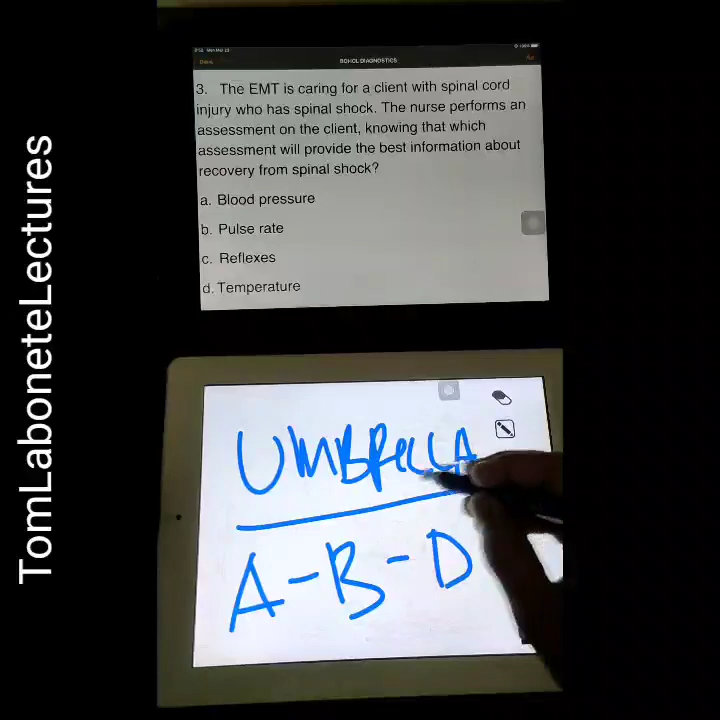 TomLaboneteLectures
BOHOL DIAGNOSTICS
3. The EMT is caring for a client with spinal cord
injury who has spinal shock. The nurse performs an
assessment on the client, knowing that which
assessment will provide the best information about
recovery from spinal shock?
a. Blood pressure
b. Pulse rate
c. Reflexes
d. Temperature
UMBRELLA
A-B-D